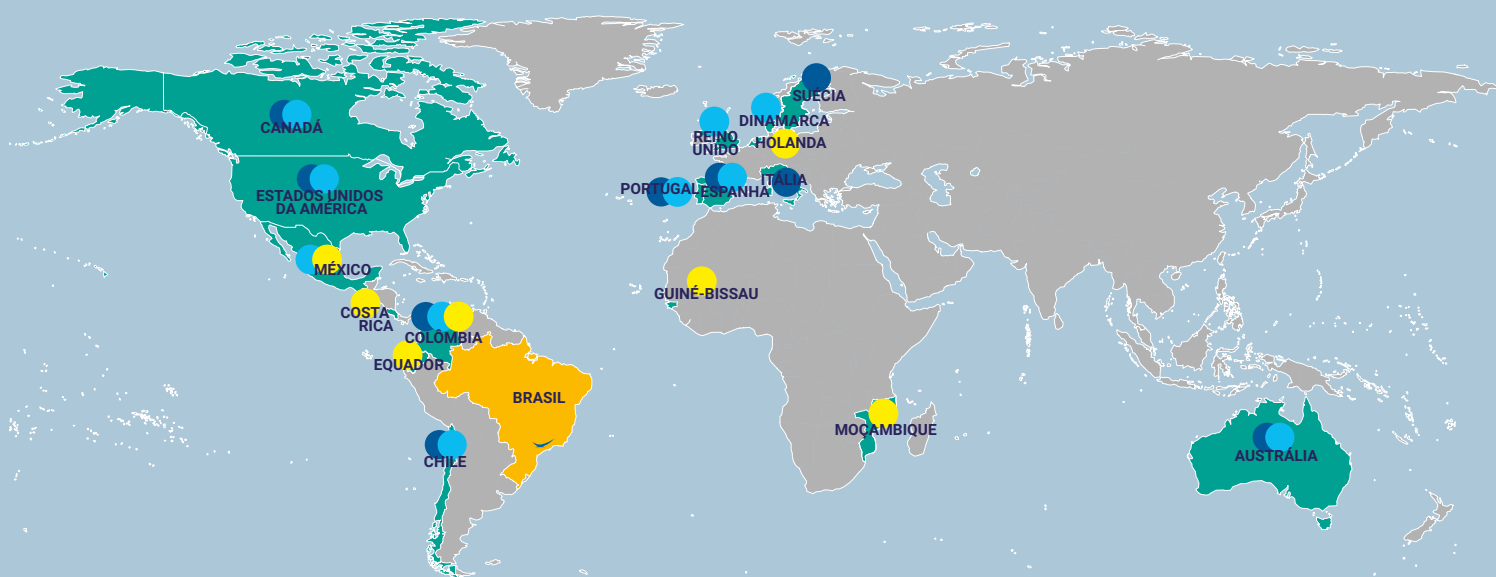 SUÉCIA
DINAMARCA
CANADÁ
REINO
UNIDO
HOLANDA
ITÁLIA
PORTUGAL
ESPANHA
ESTADOS UNIDOS
DA AMÉRICA
MÉXICO
GUINÉ-BISSAU
COSTA
RICA
COLÔMBIA
EQUADOR
BRASIL
MOÇAMBIQUE
CHILE
AUSTRÁLIA